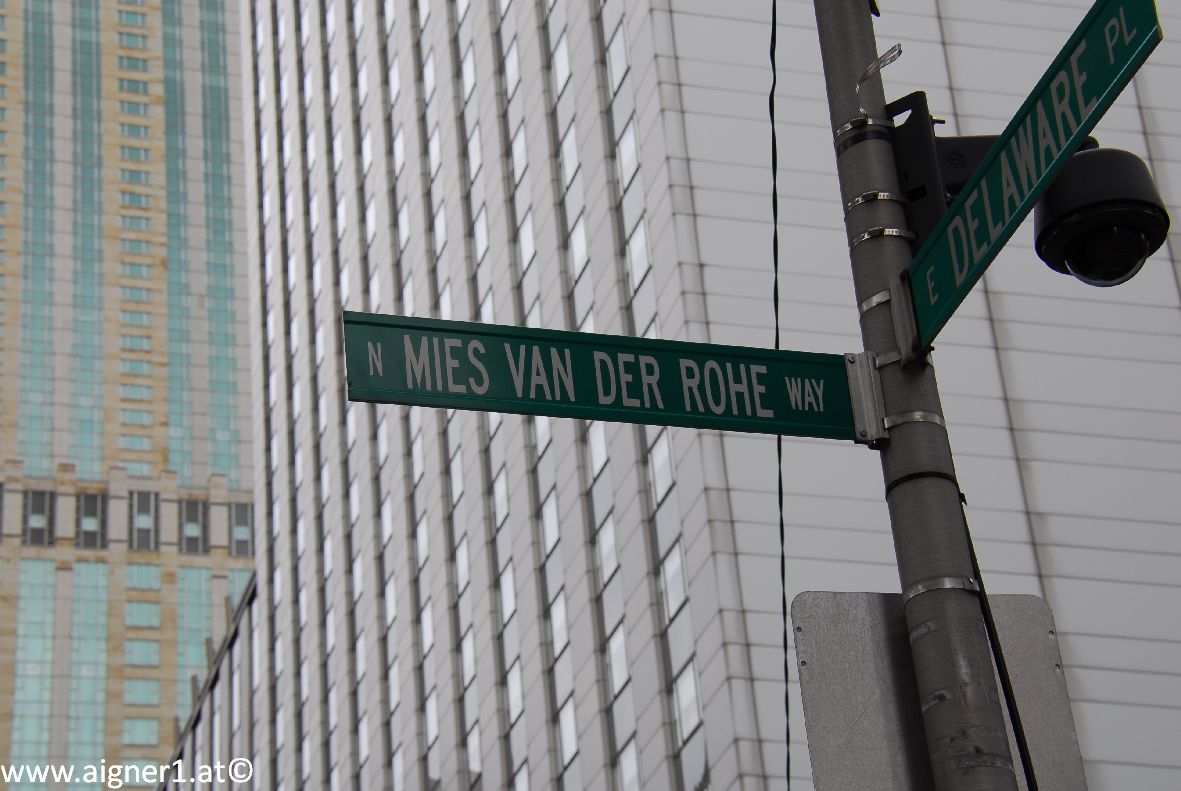 E DELAWARE PL
N MIES VAN DER ROHE WAY
www.aigner1.at©